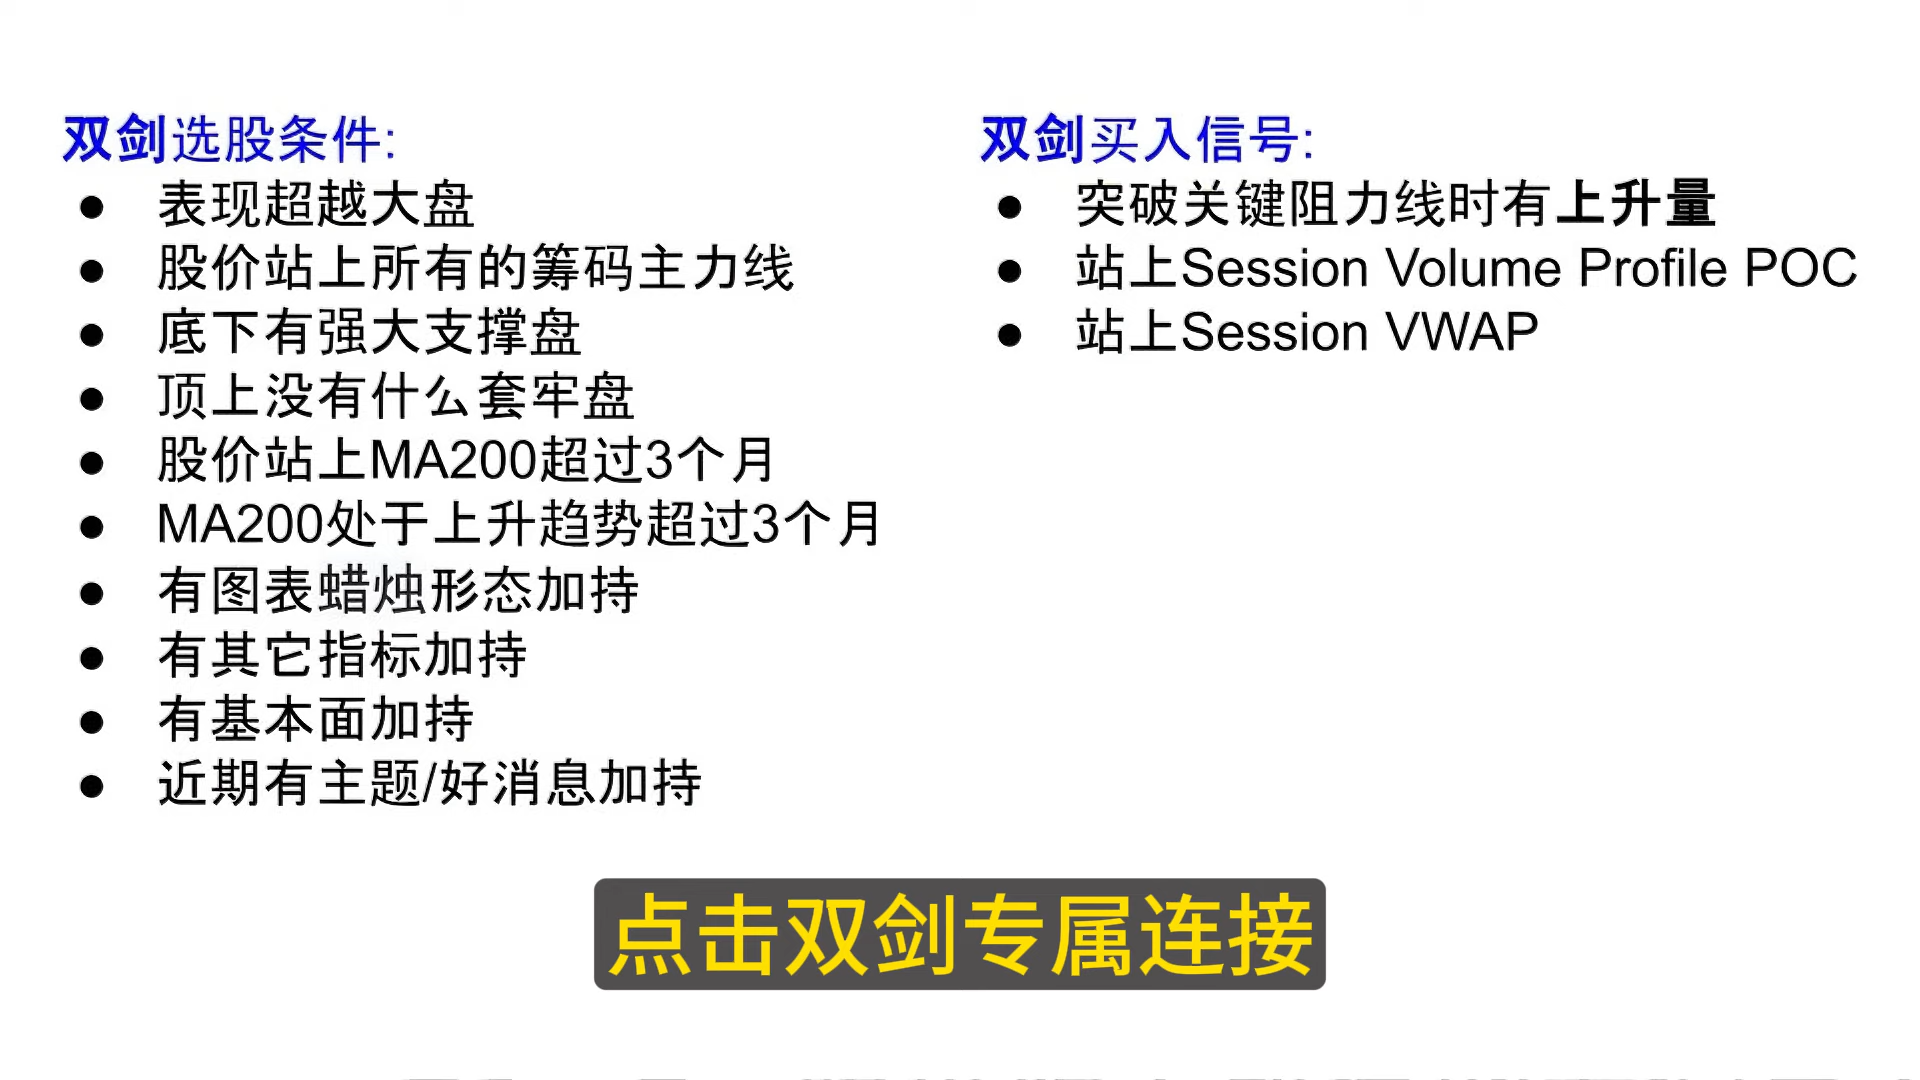 双剑选股条件:
● 表现超越大盘
● 股价站上所有的筹码主力线
● 底下有强大支撑盘
● 顶上没有什么套牢盘
● 股价站上MA200超过3个月
● MA200处于上升趋势超过3个月
● 有图表蜡烛形态加持
● 有其它指标加持
● 有基本面加持
● 近期有主题/好消息加持
双剑买入信号:
● 突破关键阻力线时有上升量
● 站上Session Volume Profile POC
● 站上Session VWAP
点击双剑专属连接